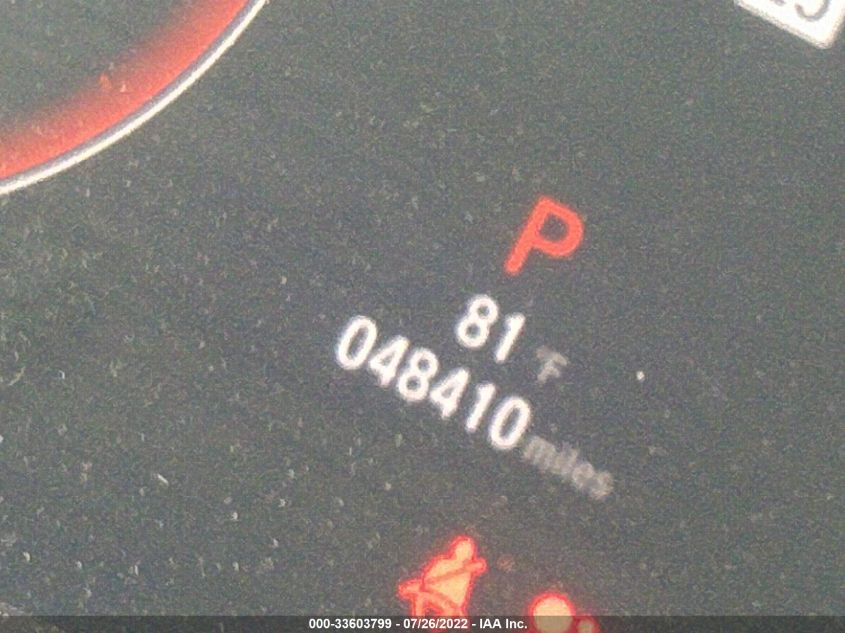 P
81 °F
048410 miles
000-33603799 - 07/26/2022 - IAA Inc.